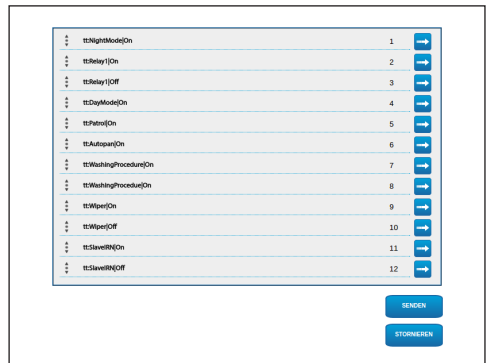 tt:NightMode|On 1
tt:Relay1|On 2
tt:Relay1|Off 3
tt:DayMode|On 4
tt:Patrol|On 5
tt:Autopan|On 6
tt:WashingProcedure|On 7
tt:WashingProcedue|On 8
tt:Wiper|On 9
tt:Wiper|Off 10
tt:SlaveIRN|On 11
tt:SlaveIRN|Off 12
SENDEN
STORNIEREN